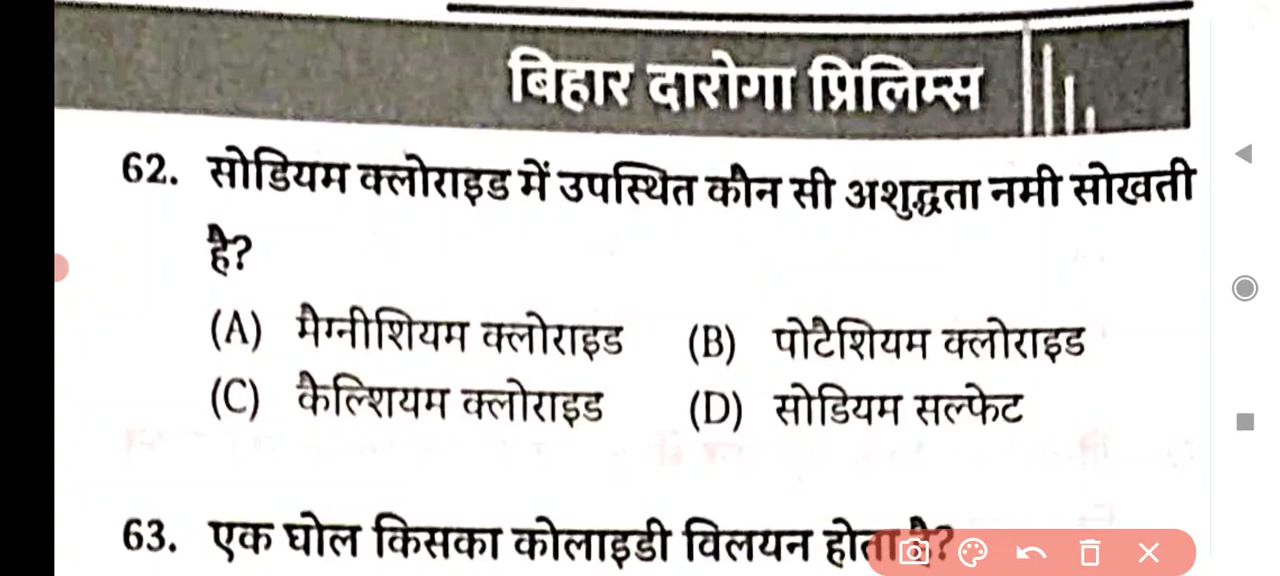 बिहार दारोगा प्रिलिम्स
62. सोडियम क्लोराइड में उपस्थित कौन सी अशुद्धता नमी सोखती
है?
(A) मैग्नीशियम क्लोराइड (B) पोटैशियम क्लोराइड
(C) कैल्शियम क्लोराइड (D) सोडियम सल्फेट
63. एक घोल किसका कोलाइडी विलयन होता है?